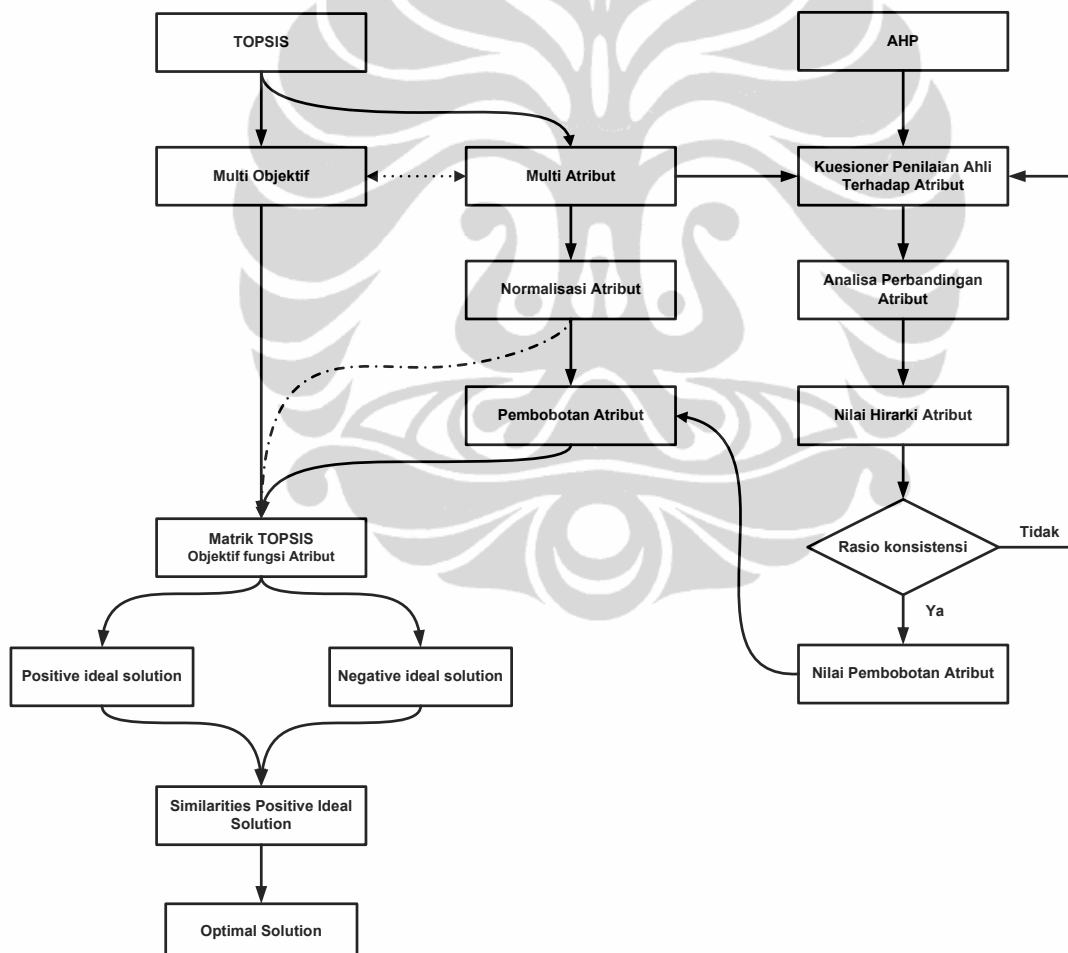 TOPSIS
AHP
Multi Objektif
Multi Atribut
Kuesioner Penilaian Ahli
Terhadap Atribut
Normalisasi Atribut
Analisa Perbandingan
Atribut
Pembobotan Atribut
Nilai Hirarki Atribut
Matrik TOPSIS
Objektif fungsi Atribut
Rasio konsistensi
Tidak
Ya
Positive ideal solution
Negative ideal solution
Nilai Pembobotan Atribut
Similarities Positive Ideal
Solution
Optimal Solution